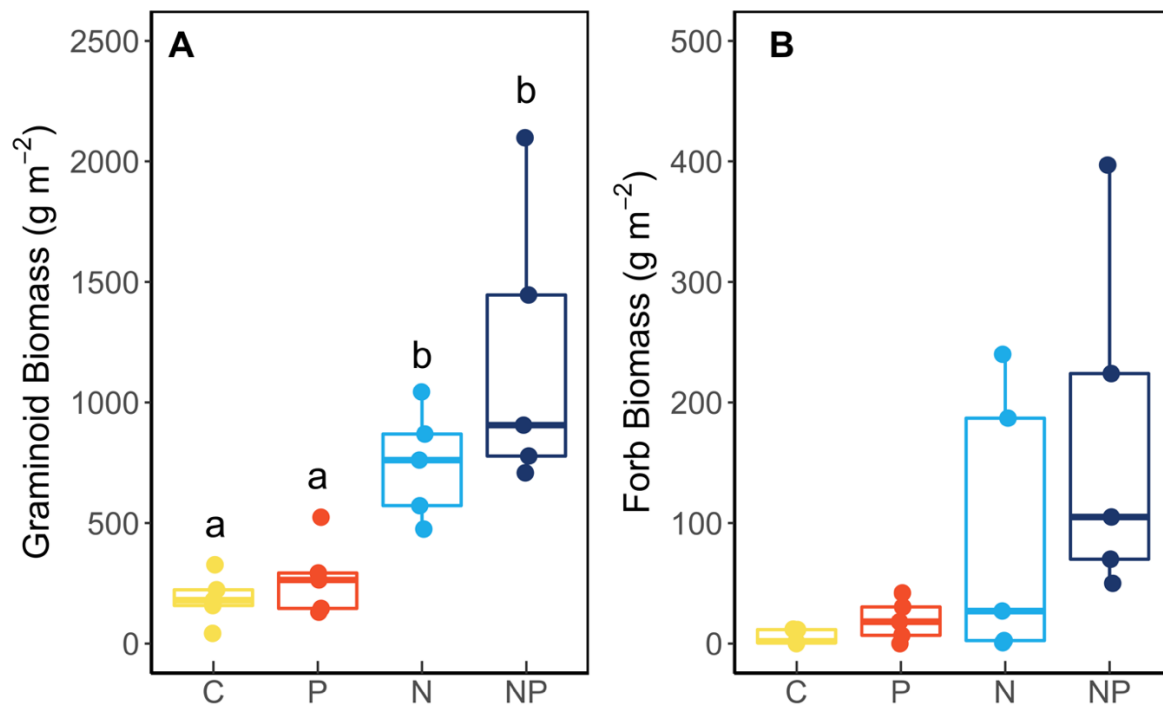 A
Graminoid Biomass (g m⁻²)
2500
2000
1500
1000
500
0
a
a
b
b
C P N NP
B
Forb Biomass (g m⁻²)
500
400
300
200
100
0
C P N NP